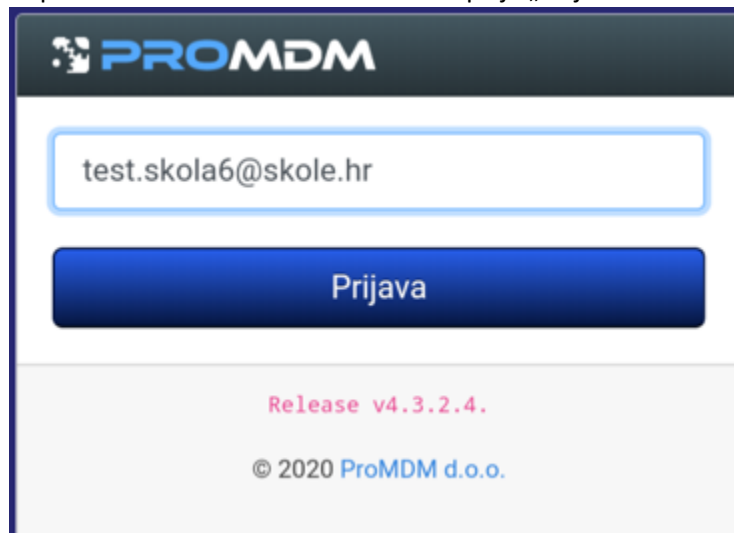 PROMDM
test.skola6@skole.hr
Prijava
Release v4.3.2.4.
© 2020 ProMDM d.o.o.